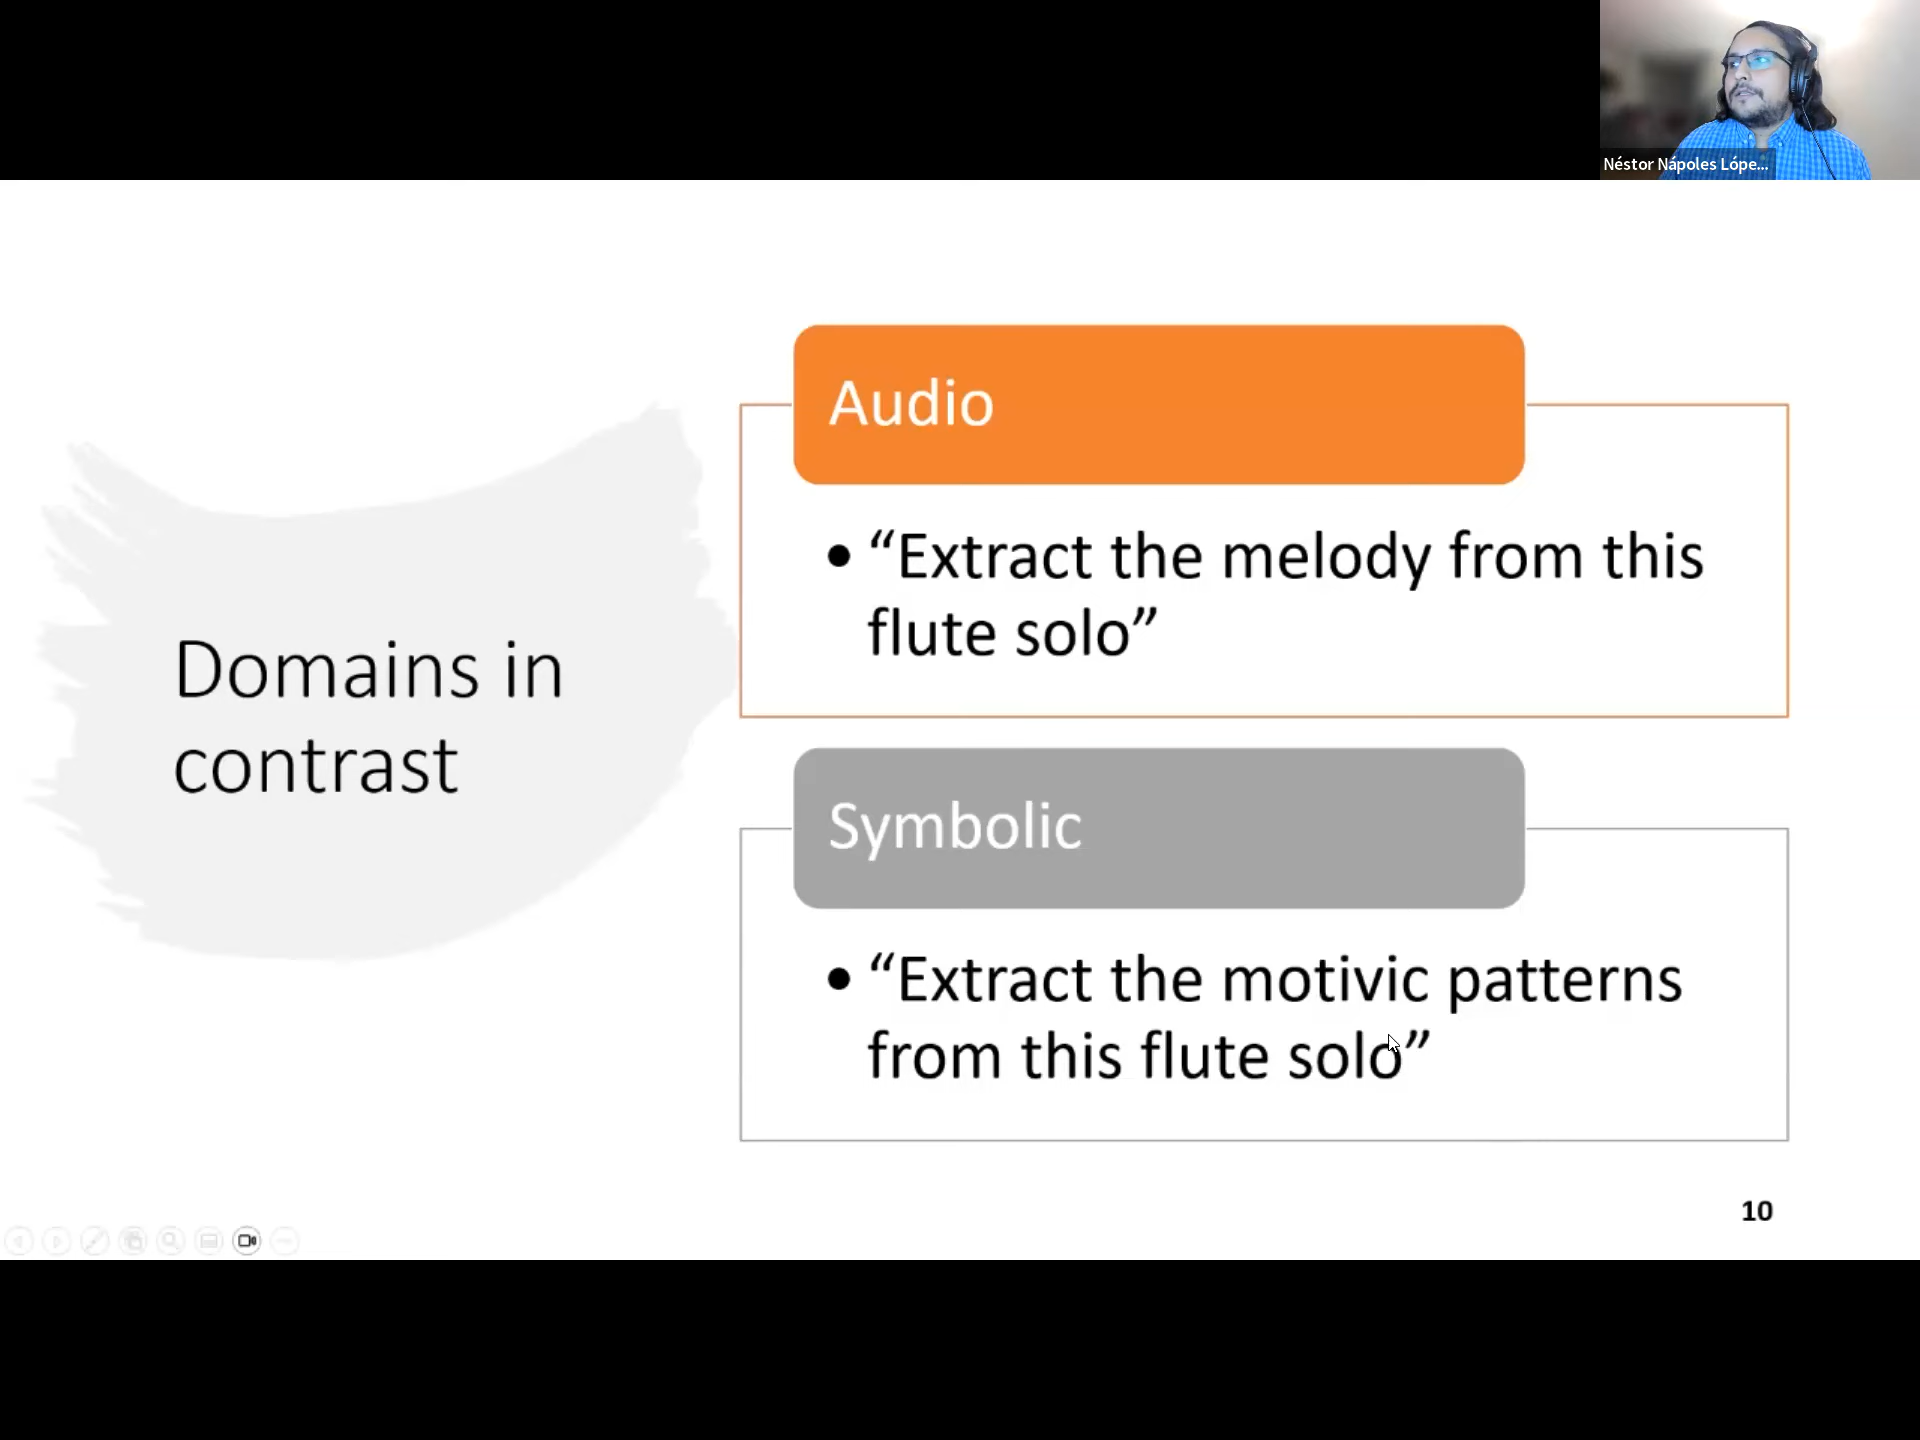 Néstor Nápoles Lópe...
Domains in
contrast
Audio
• “Extract the melody from this
flute solo”
Symbolic
• “Extract the motivic patterns
from this flute solo”
10